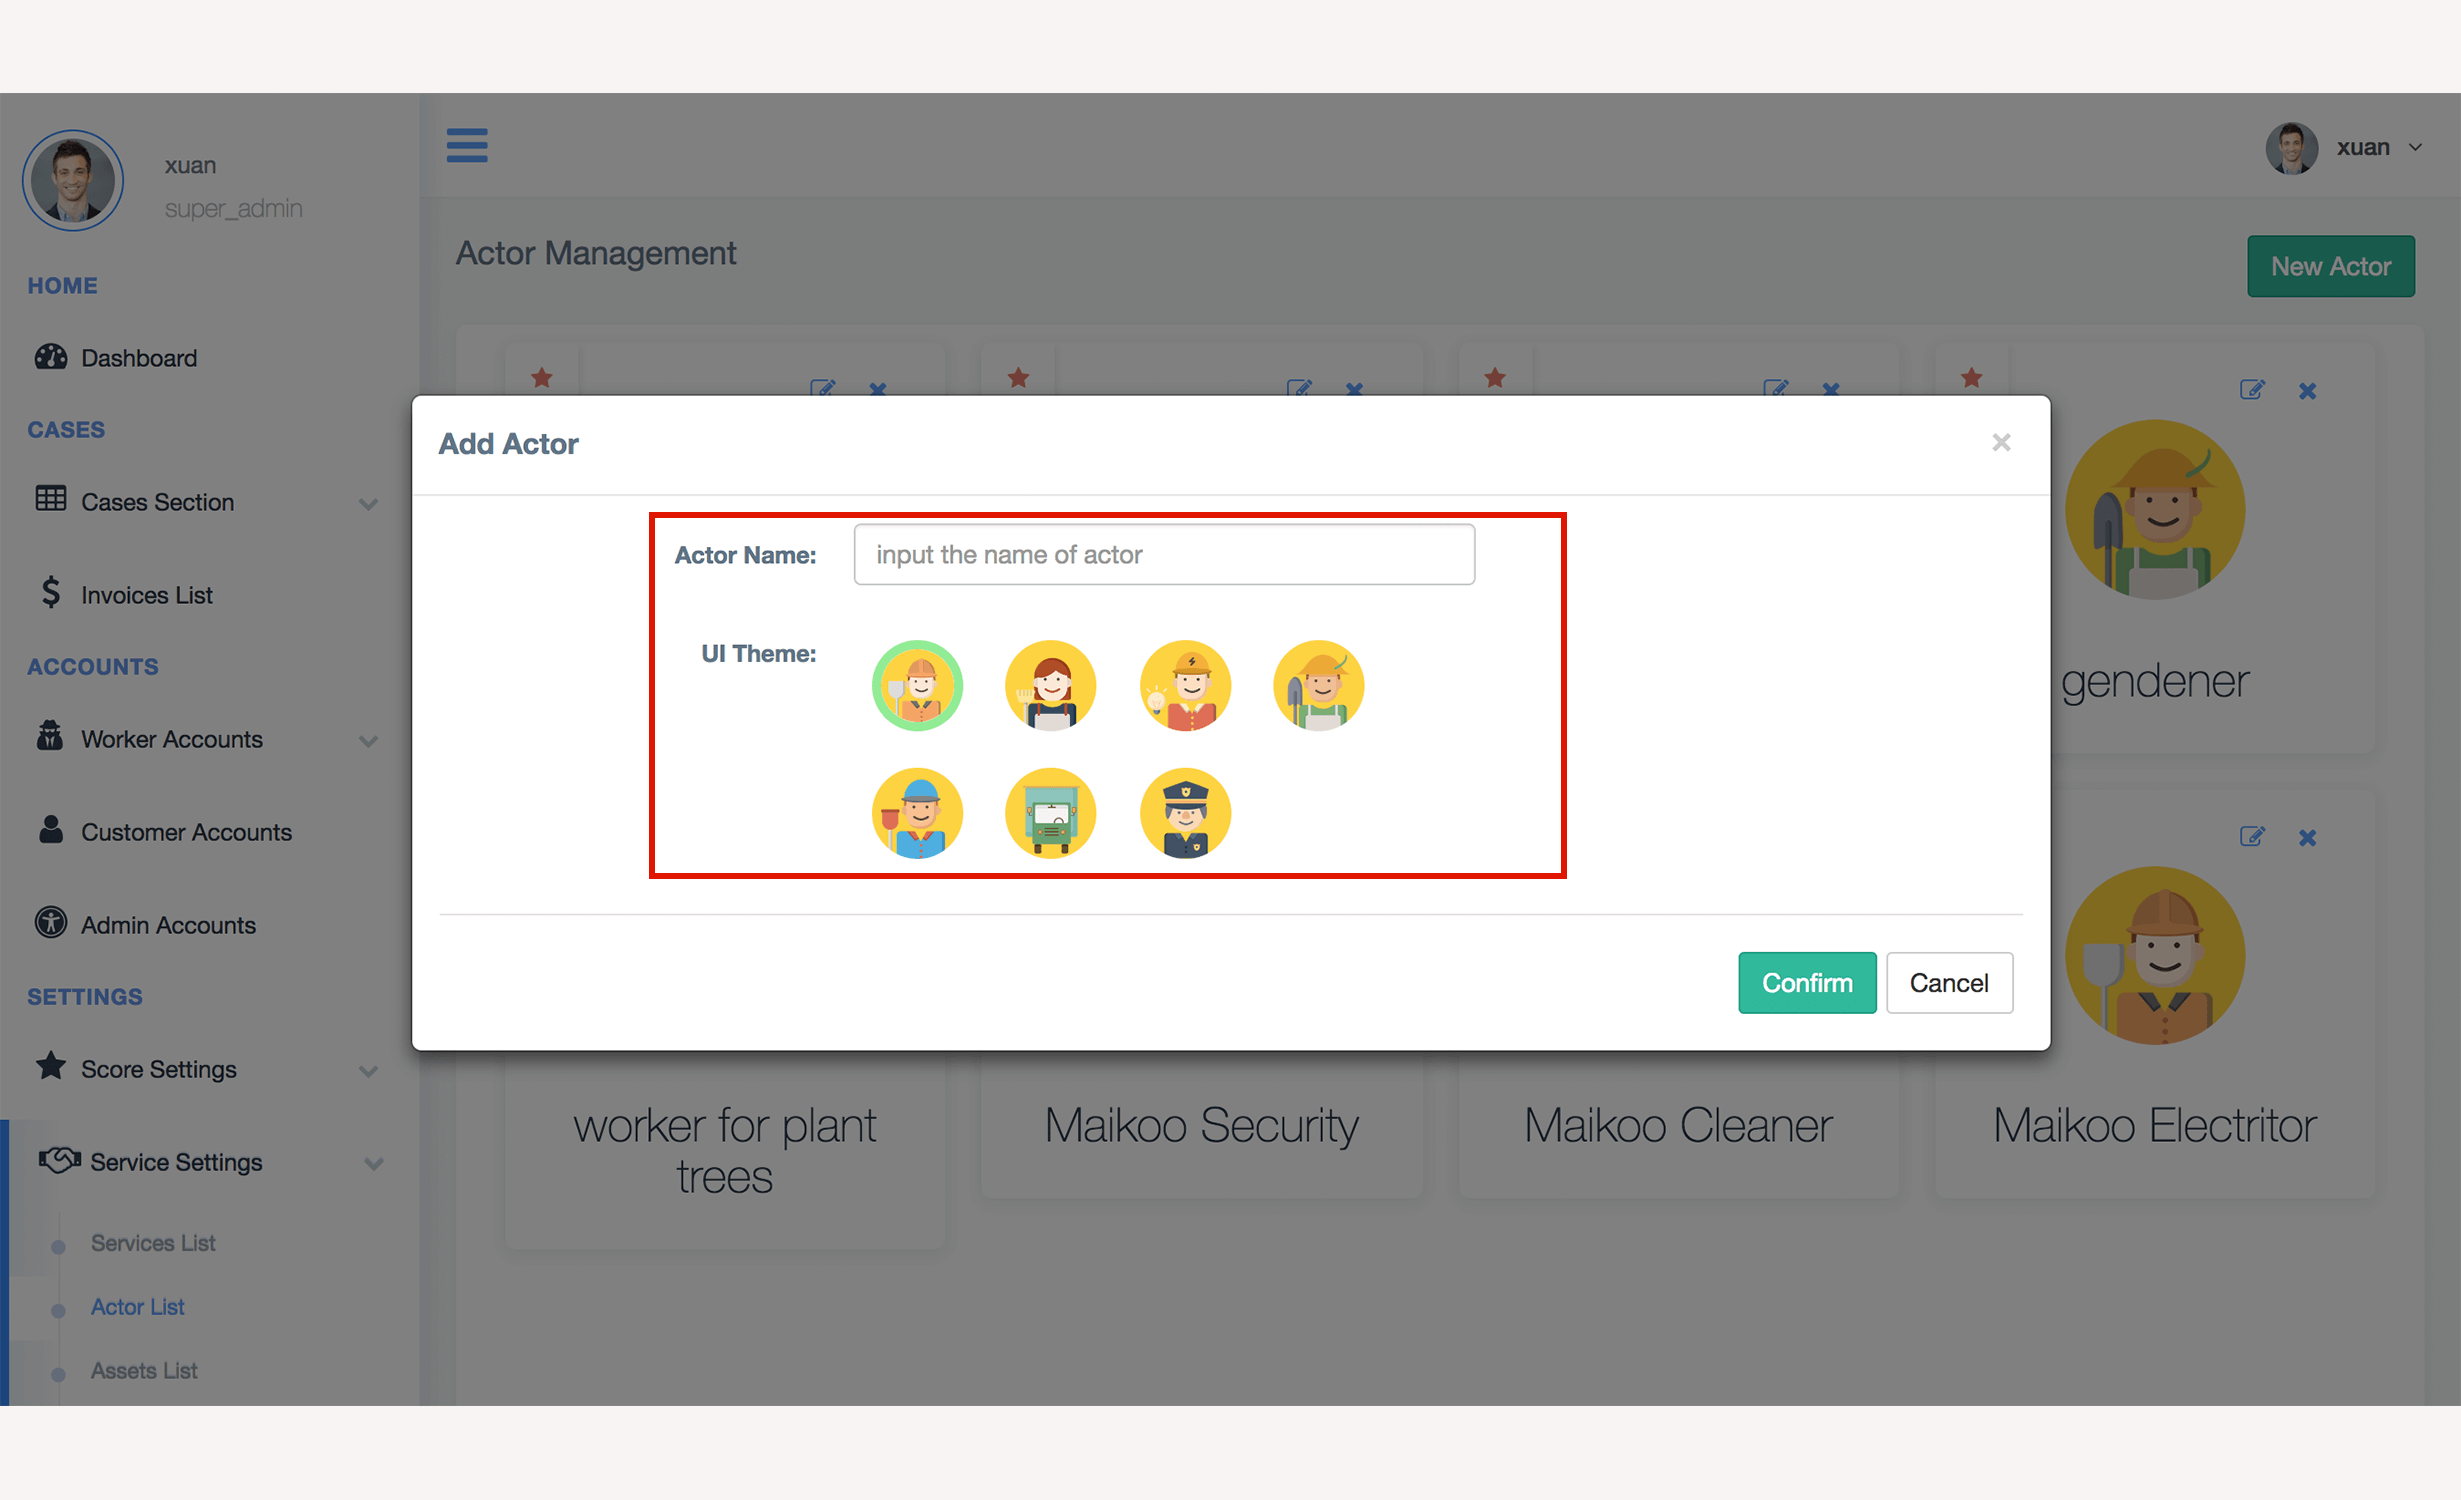 xuan
super_admin
HOME
Dashboard
CASES
Cases Section
Invoices List
ACCOUNTS
Worker Accounts
Customer Accounts
Admin Accounts
SETTINGS
Score Settings
Service Settings
Services List
Actor List
Assets List
xuan
Actor Management
New Actor
Add Actor
Actor Name:
input the name of actor
UI Theme:
Confirm
Cancel
gendener
worker for plant
trees
Maikoo Security
Maikoo Cleaner
Maikoo Electritor